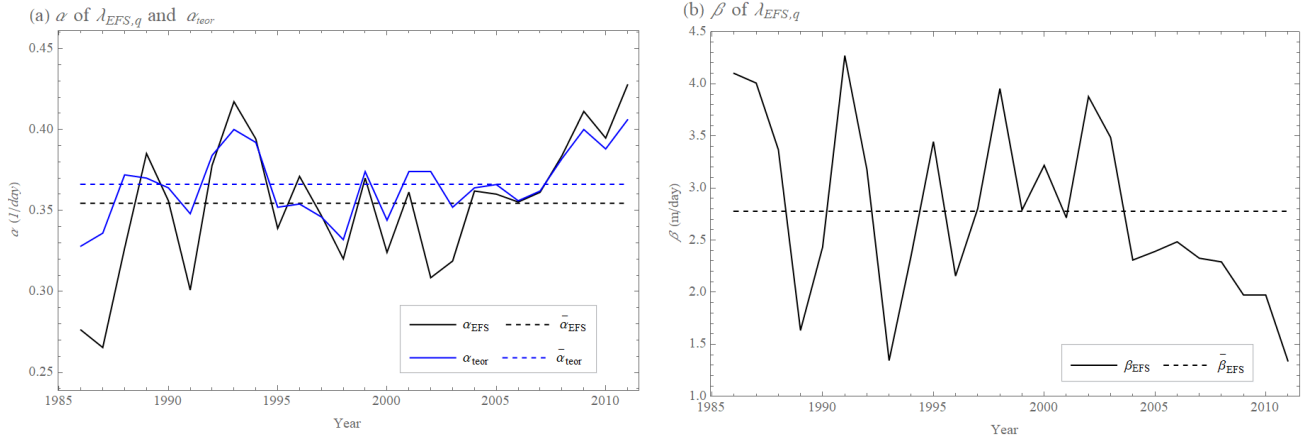 (a) α of λEFS,q and αteor
0.45
0.40
0.35
0.30
0.25
α (1/day)
αEFS
ᾱEFS
αteor
ᾱteor
1985
1990
1995
2000
2005
2010
Year
(b) β of λEFS,q
4.5
4.0
3.5
3.0
2.5
2.0
1.5
1.0
β (m/day)
βEFS
β̄EFS
1985
1990
1995
2000
2005
2010
Year